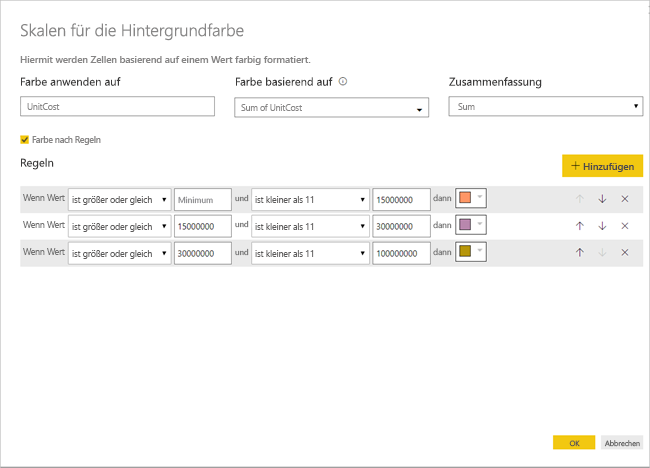 Skalen für die Hintergrundfarbe
Hiermit werden Zellen basierend auf einem Wert farbig formatiert.
Farbe anwenden auf Farbe basierend auf Zusammenfassung
UnitCost Sum of UnitCost Sum
Farbe nach Regeln
Regeln Hinzufügen
Wenn Wert ist größer oder gleich Minimum und ist kleiner als 11 15000000 dann
Wenn Wert ist größer oder gleich 15000000 und ist kleiner als 11 30000000 dann
Wenn Wert ist größer oder gleich 30000000 und ist kleiner als 11 100000000 dann
OK Abbrechen